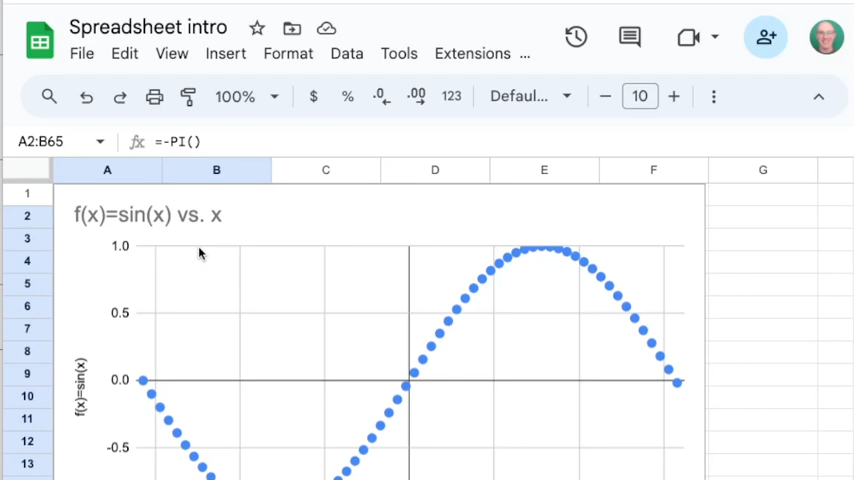 Spreadsheet intro
File Edit View Insert Format Data Tools Extensions ...
100% $ % .0 .00 123 Defaul... 10
A2:B65 fx =-PI()
A B C D E F G
1
2
3
4
5
6
7
8
9
10
11
12
13
f(x)=sin(x) vs. x
1.0
0.5
0.0
-0.5
f(x)=sin(x)